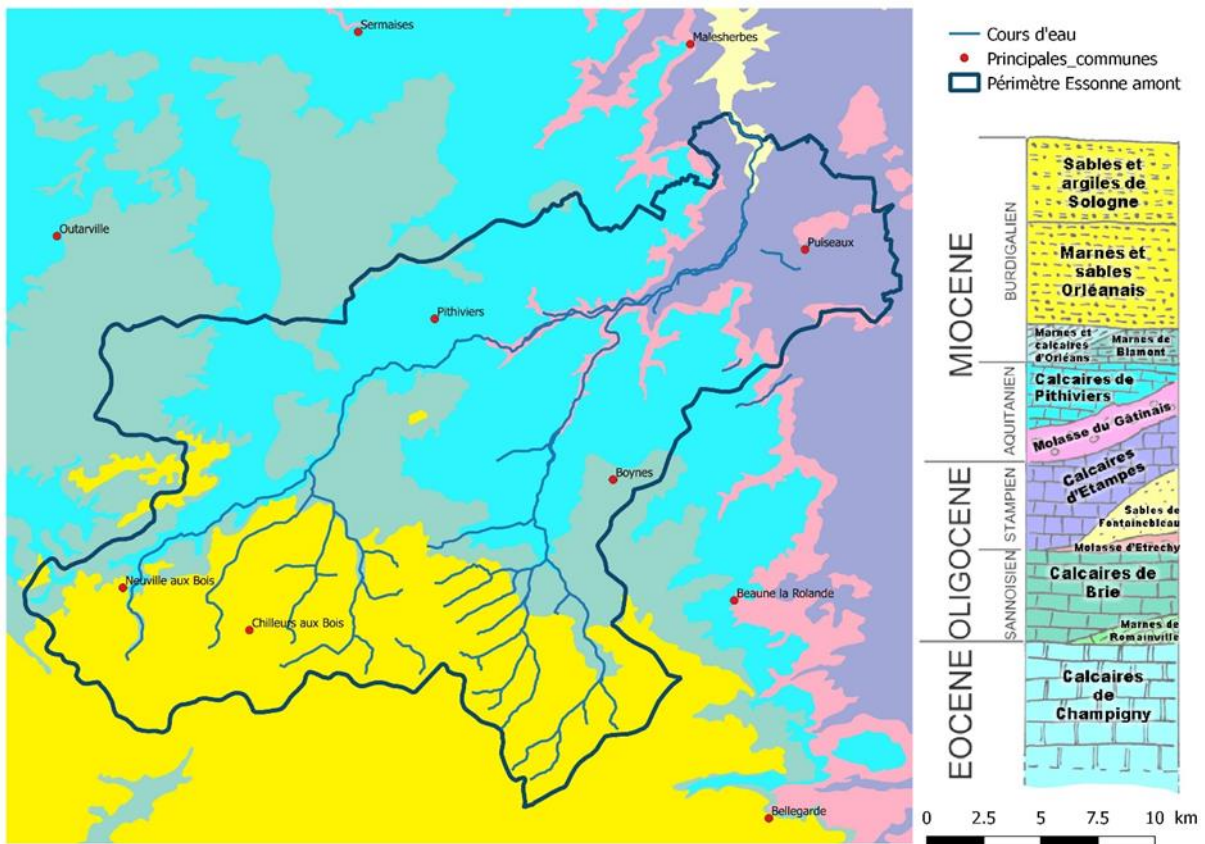 Sermaises
Malesherbes
Outarville
Puiseaux
Pithiviers
Boynes
Neuville aux Bois
Beaune la Rolande
Chilleurs aux Bois
Bellegarde
Cours d'eau
Principales_communes
Périmètre Essonne amont
MIOCENE
BURDIGALIEN
Sables et
argiles de
Sologne
Marnes et
sables
Orléanais
Marnes et
calcaires
d'Orléans
Marnes de
Blamont
AQUITANIEN
Calcaires de
Pithiviers
Molasse du Gâtinais
OLIGOCENE
STAMPIEN
Calcaires
d'Etampes
Sables de
Fontainebleau
Molasse d'Etrechy
SANNOISIEN
Calcaires de
Brie
Marnes de
Romainville
EOCENE
Calcaires
de
Champigny
0 2.5 5 7.5 10 km